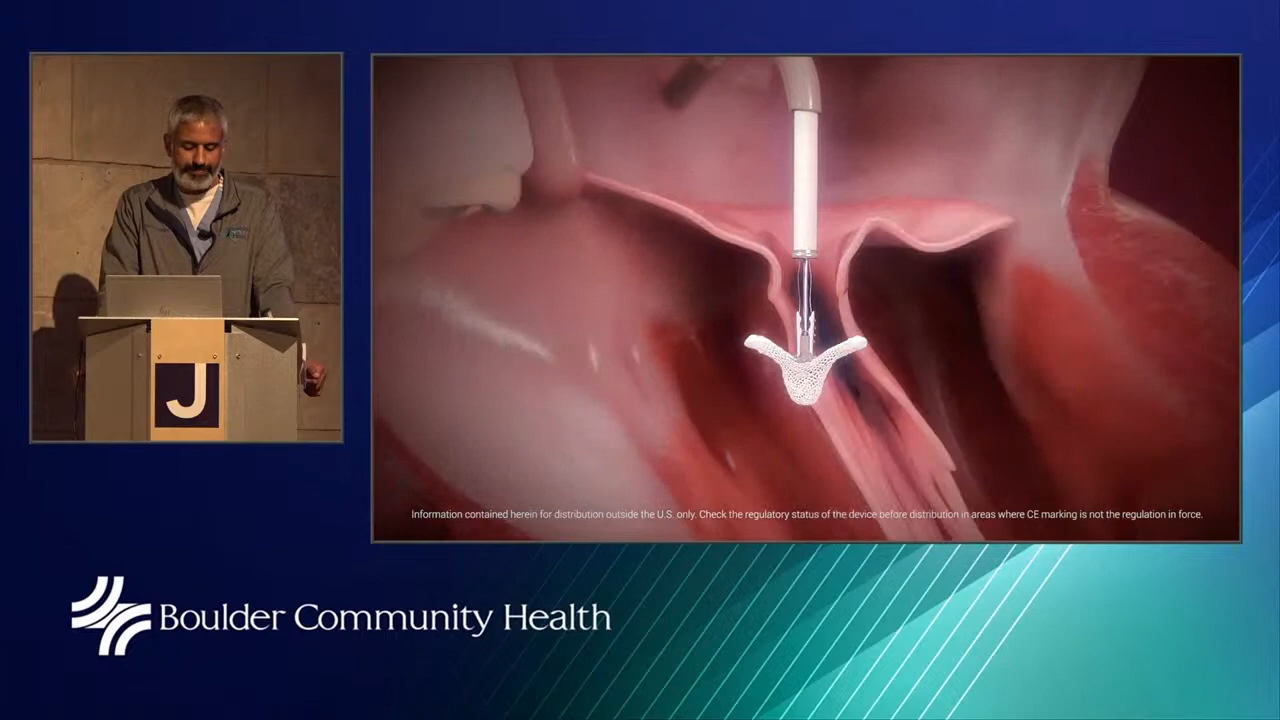 J
Information contained herein for distribution outside the U.S. only. Check the regulatory status of the device before distribution in areas where CE marking is not the regulation in force.
Boulder Community Health